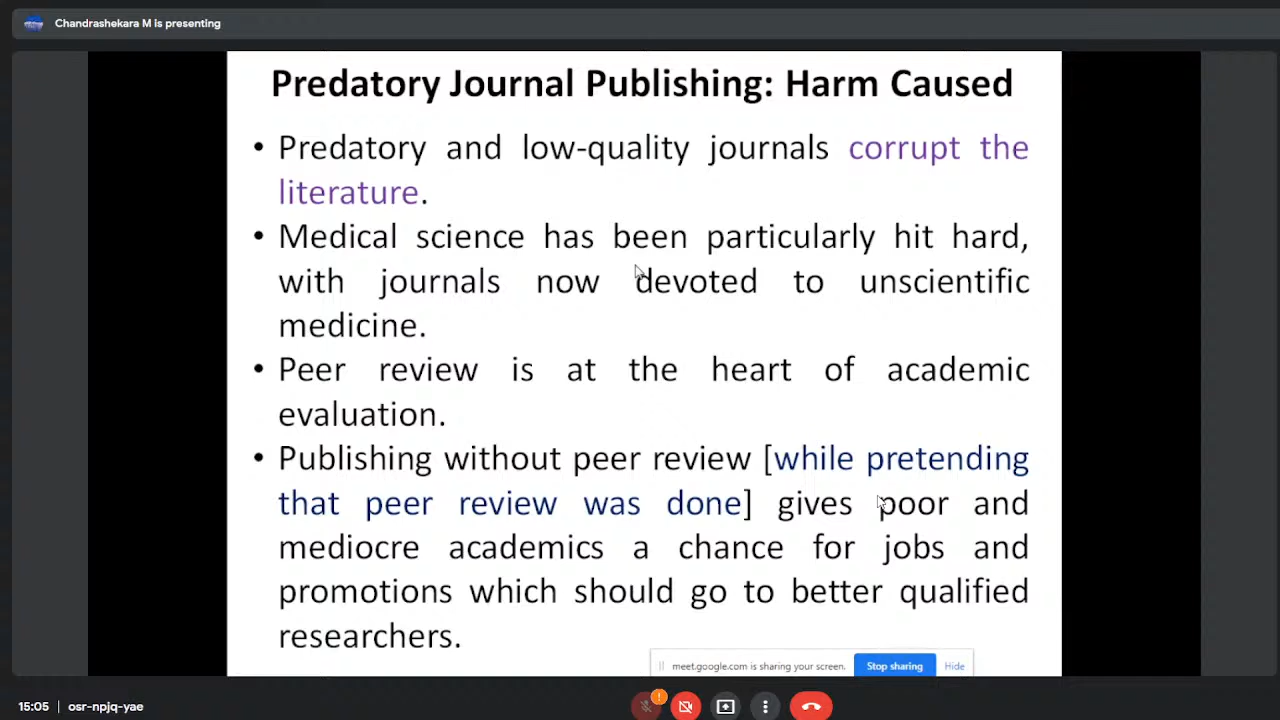 Chandrashekara M is presenting
Predatory Journal Publishing: Harm Caused
• Predatory and low-quality journals corrupt the
literature.
• Medical science has been particularly hit hard,
with journals now devoted to unscientific
medicine.
• Peer review is at the heart of academic
evaluation.
• Publishing without peer review [while pretending
that peer review was done] gives poor and
mediocre academics a chance for jobs and
promotions which should go to better qualified
researchers.
meet.google.com is sharing your screen. Stop sharing Hide
15:05 | osr-npjq-yae